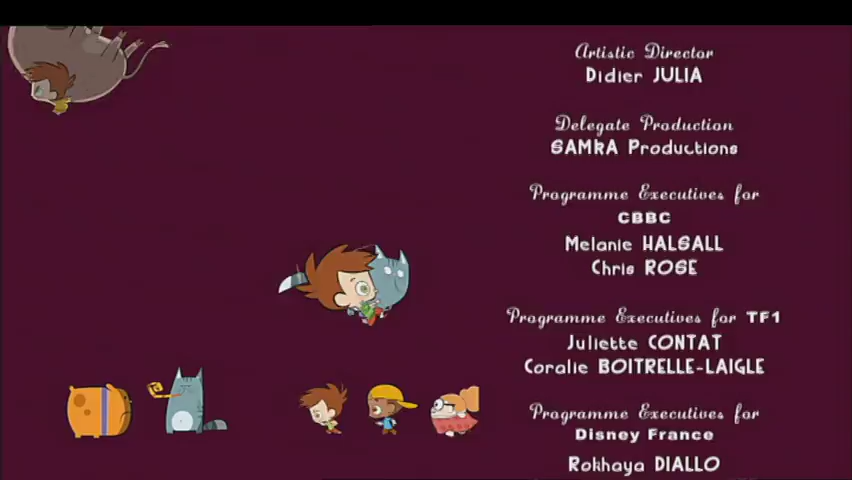 Artistic Director
Didier JULIA
Delegate Production
SAMKA Productions
Programme Executives for
CBBC
Melanie HALSALL
Chris ROSE
Programme Executives for TF1
Juliette CONTAT
Coralie BOITRELLE-LAIGLE
Programme Executives for
Disney France
Rokhaya DIALLO